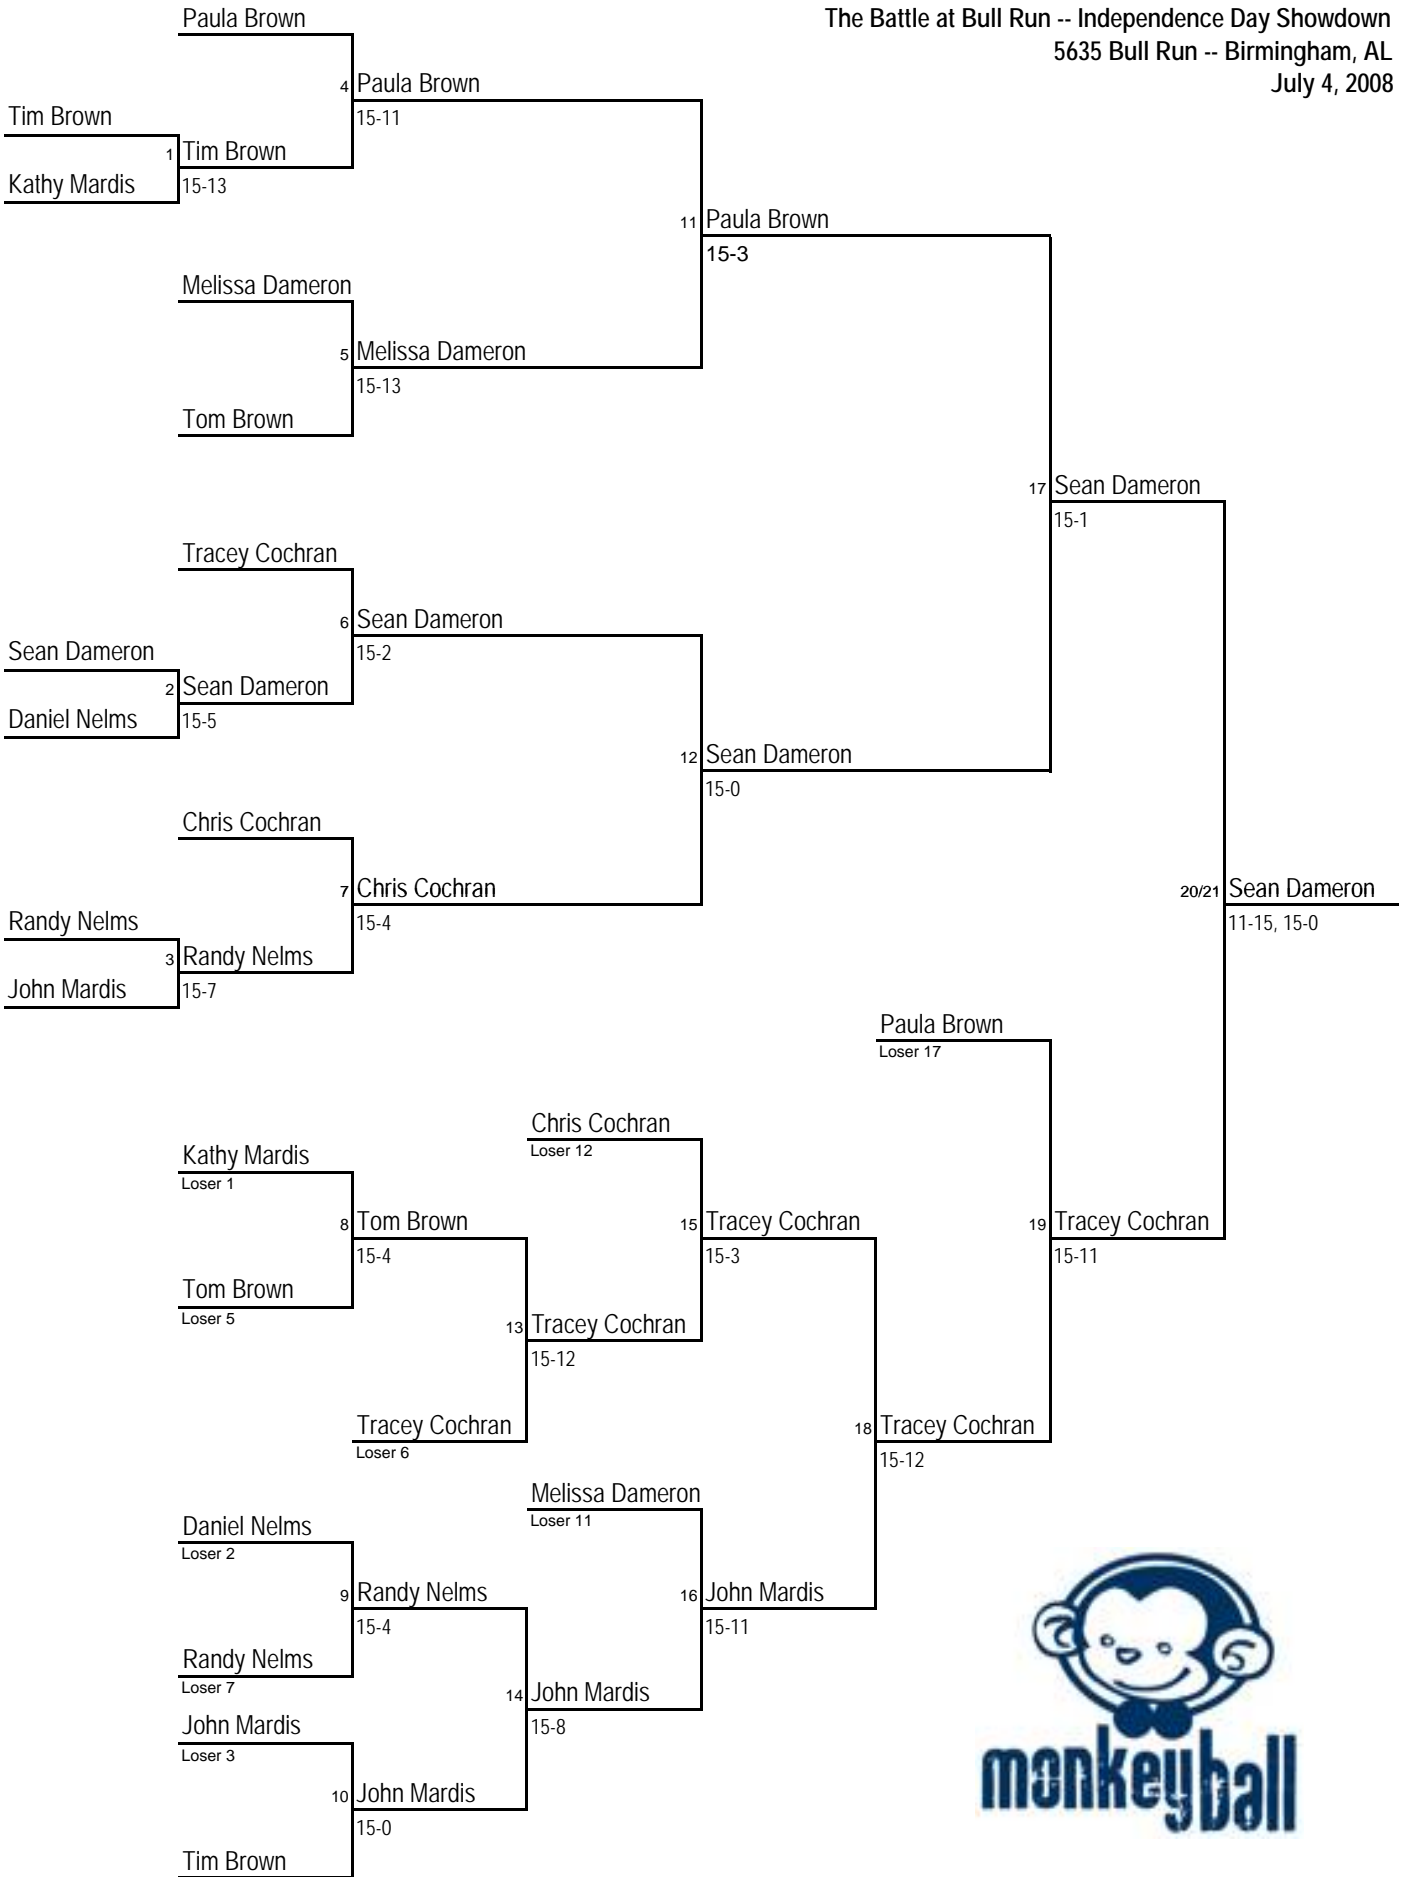 Paula Brown
The Battle at Bull Run -- Independence Day Showdown
5635 Bull Run -- Birmingham, AL
July 4, 2008
4 Paula Brown
15-11
Tim Brown
1 Tim Brown
Kathy Mardis
15-13
11 Paula Brown
15-3
Melissa Dameron
5 Melissa Dameron
15-13
Tom Brown
17 Sean Dameron
15-1
Tracey Cochran
6 Sean Dameron
15-2
Sean Dameron
2 Sean Dameron
Daniel Nelms
15-5
12 Sean Dameron
15-0
Chris Cochran
7 Chris Cochran
15-4
20/21 Sean Dameron
11-15, 15-0
Randy Nelms
3 Randy Nelms
John Mardis
15-7
Paula Brown
Loser 17
Chris Cochran
Loser 12
Kathy Mardis
Loser 1
8 Tom Brown
15-4
15 Tracey Cochran
15-3
19 Tracey Cochran
15-11
Tom Brown
Loser 5
13 Tracey Cochran
15-12
Tracey Cochran
Loser 6
18 Tracey Cochran
15-12
Melissa Dameron
Loser 11
Daniel Nelms
Loser 2
9 Randy Nelms
15-4
16 John Mardis
15-11
Randy Nelms
Loser 7
14 John Mardis
15-8
John Mardis
Loser 3
10 John Mardis
15-0
Tim Brown
monkeyball